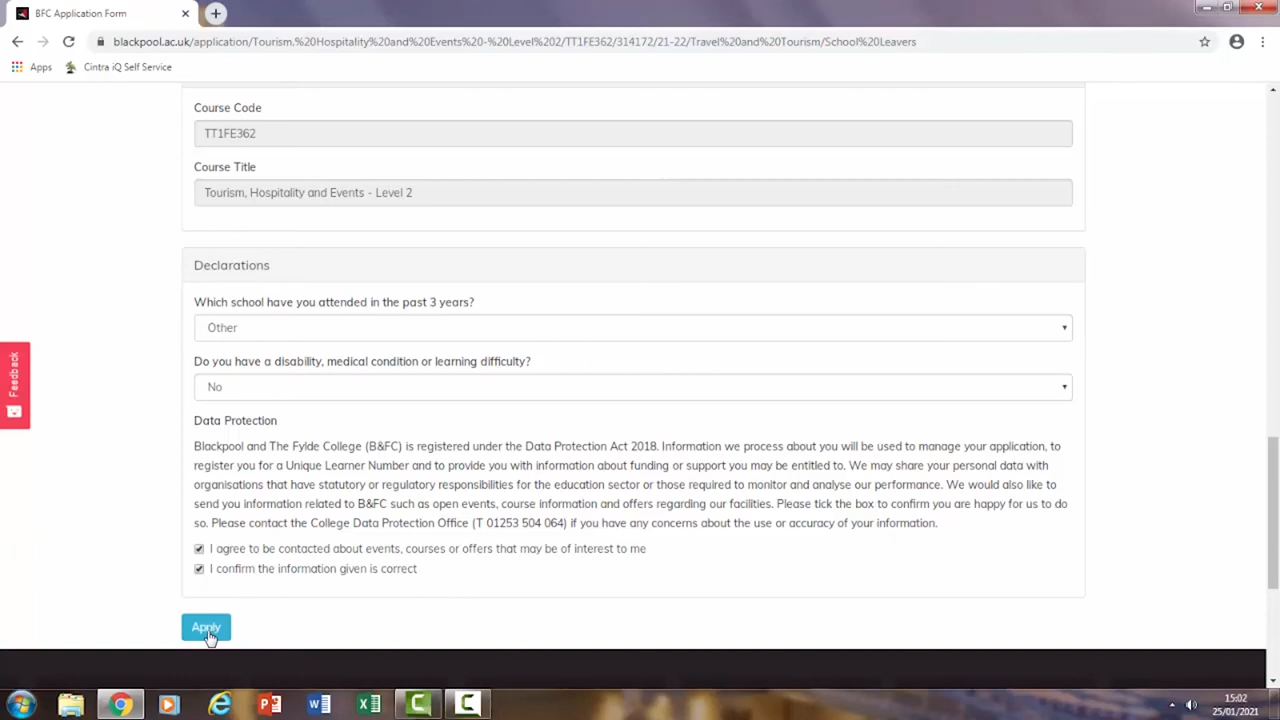 BFC Application Form
blackpool.ac.uk/application/Tourism,%20Hospitality%20and%20Events%20-%20Level%202/TT1FE362/314172/21-22/Travel%20and%20Tourism/School%20Leavers
Apps
Cintra iQ Self Service
Course Code
TT1FE362
Course Title
Tourism, Hospitality and Events - Level 2
Declarations
Which school have you attended in the past 3 years?
Other
Do you have a disability, medical condition or learning difficulty?
No
Data Protection
Blackpool and The Fylde College (B&FC) is registered under the Data Protection Act 2018. Information we process about you will be used to manage your application, to
register you for a Unique Learner Number and to provide you with information about funding or support you may be entitled to. We may share your personal data with
organisations that have statutory or regulatory responsibilities for the education sector or those required to monitor and analyse our performance. We would also like to
send you information related to B&FC such as open events, course information and offers regarding our facilities. Please tick the box to confirm you are happy for us to do
so. Please contact the College Data Protection Office (T 01253 504 064) if you have any concerns about the use or accuracy of your information.
I agree to be contacted about events, courses or offers that may be of interest to me
I confirm the information given is correct
Apply
Feedback
15:02
25/01/2021